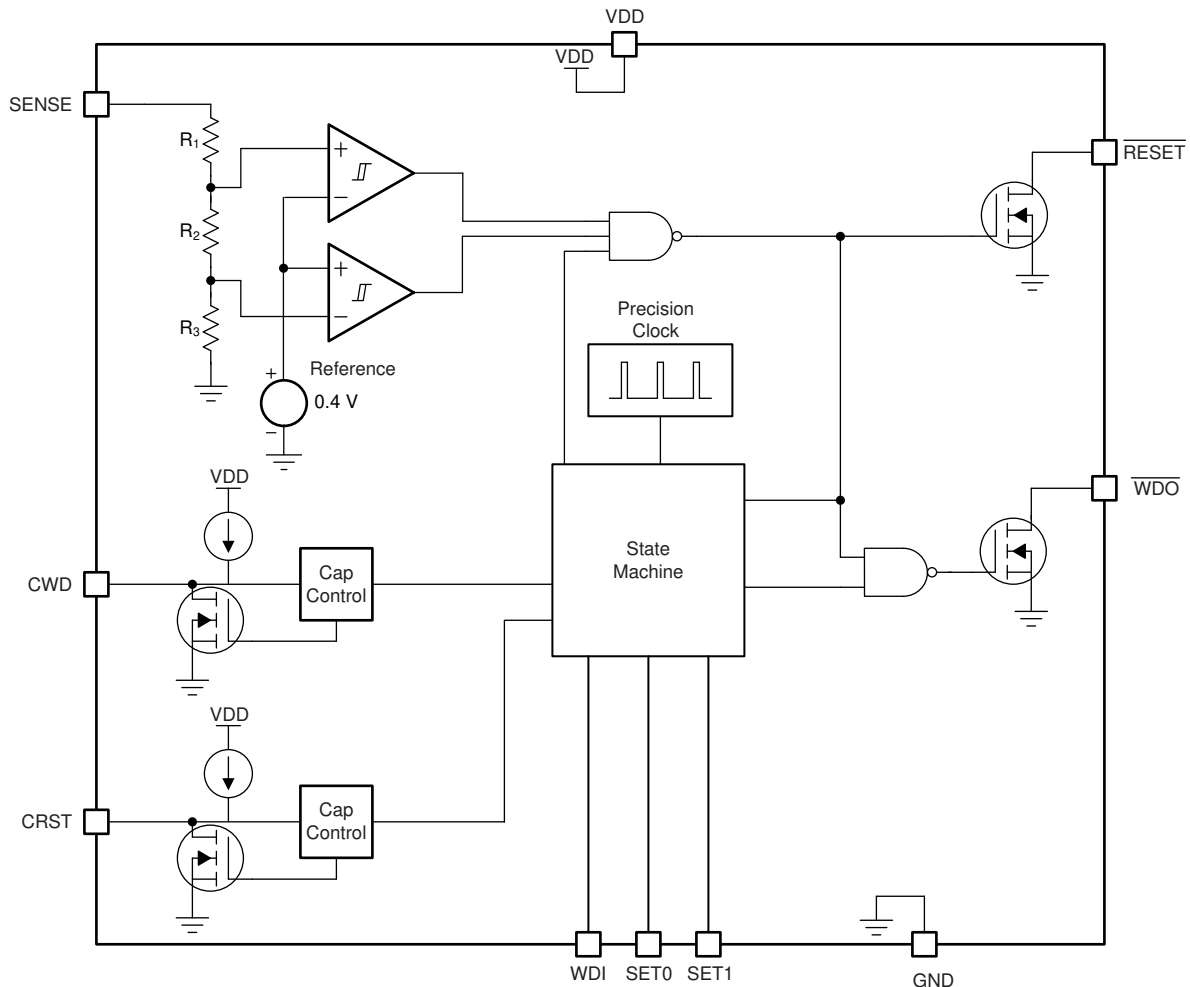 VDD
VDD
SENSE
R1
+
−
RESET
R2
+
−
R3
Precision
Clock
+
Reference
0.4 V
−
VDD
WDO
State
Machine
Cap
Control
CWD
VDD
Cap
Control
CRST
WDI
SET0
SET1
GND